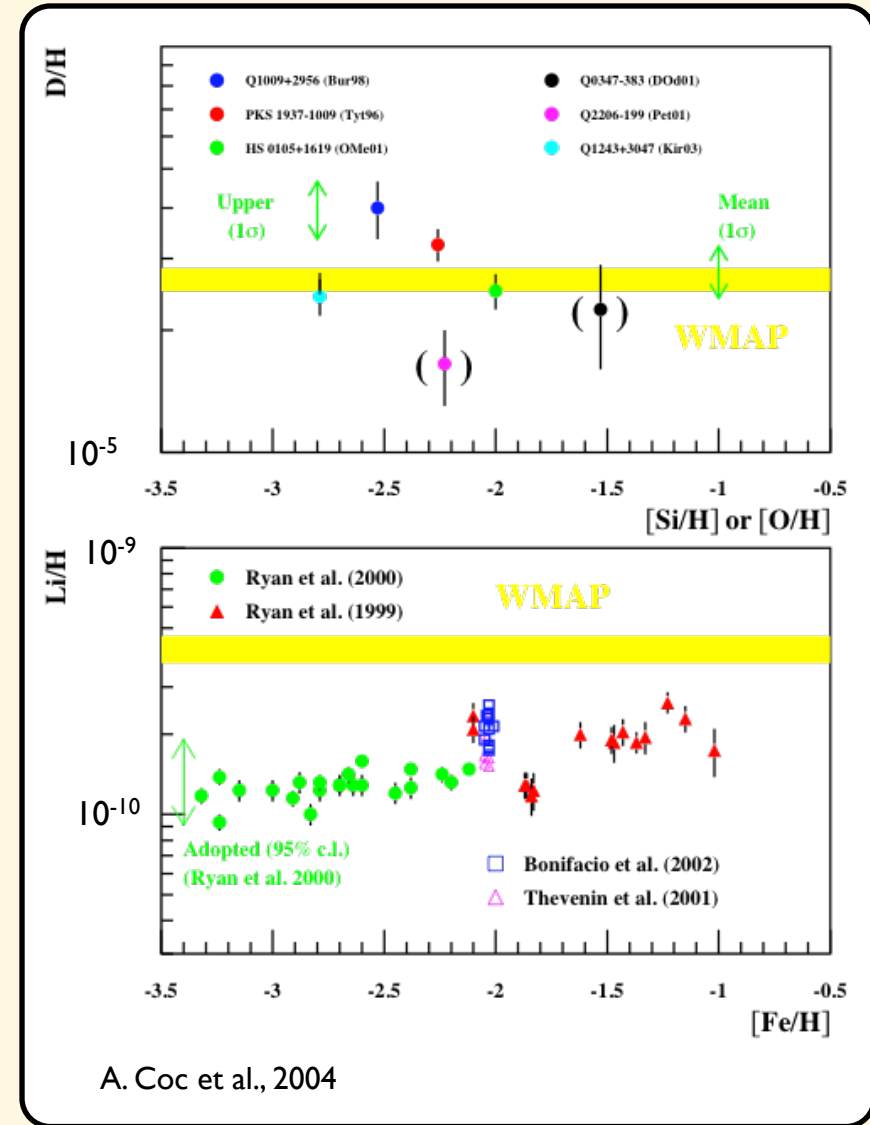 D/H
Q1009+2956 (Bur98)
PKS 1937-1009 (Tyt96)
HS 0105+1619 (OMe01)
Q0347-383 (DOd01)
Q2206-199 (Pet01)
Q1243+3047 (Kir03)
Upper
(1σ)
Mean
(1σ)
( )
( )
WMAP
10-5
-3.5 -3 -2.5 -2 -1.5 -1 -0.5
[Si/H] or [O/H]
Li/H
10-9
Ryan et al. (2000)
Ryan et al. (1999)
WMAP
10-10
Adopted (95% c.l.)
(Ryan et al. 2000)
Bonifacio et al. (2002)
Thevenin et al. (2001)
-3.5 -3 -2.5 -2 -1.5 -1 -0.5
[Fe/H]
A. Coc et al., 2004